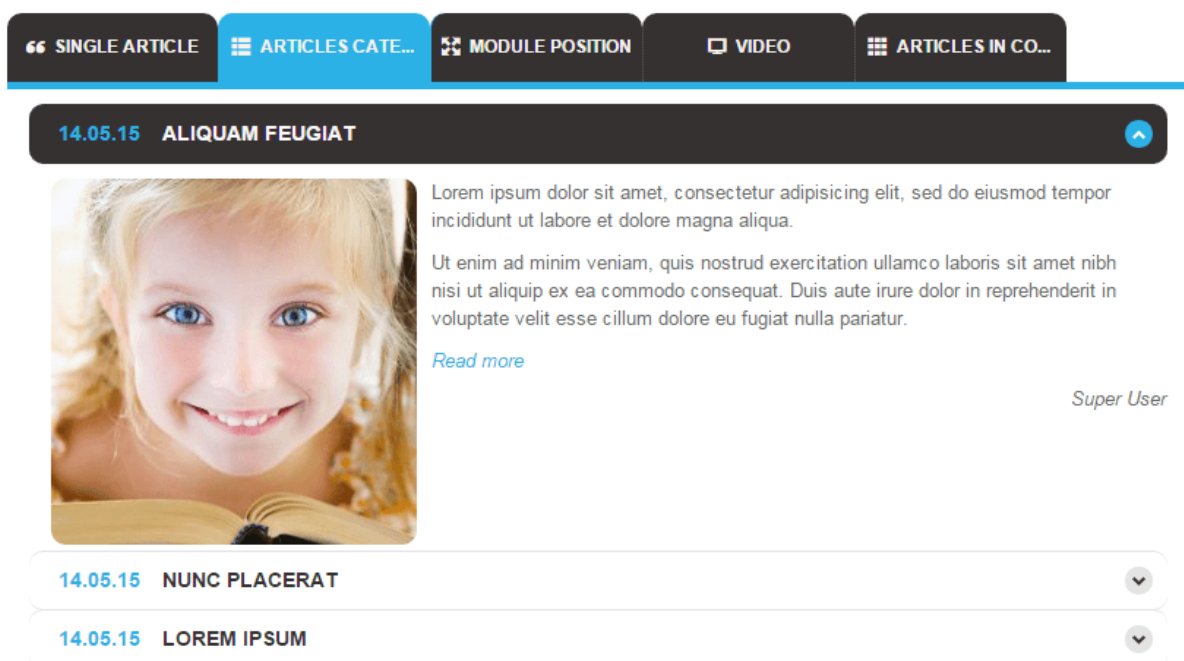 SINGLE ARTICLE
ARTICLES CATE...
MODULE POSITION
VIDEO
ARTICLES IN CO...
14.05.15 ALIQUAM FEUGIAT
Lorem ipsum dolor sit amet, consectetur adipisicing elit, sed do eiusmod tempor
incididunt ut labore et dolore magna aliqua.
Ut enim ad minim veniam, quis nostrud exercitation ullamco laboris sit amet nibh
nisi ut aliquip ex ea commodo consequat. Duis aute irure dolor in reprehenderit in
voluptate velit esse cillum dolore eu fugiat nulla pariatur.
Read more
Super User
14.05.15 NUNC PLACERAT
14.05.15 LOREM IPSUM